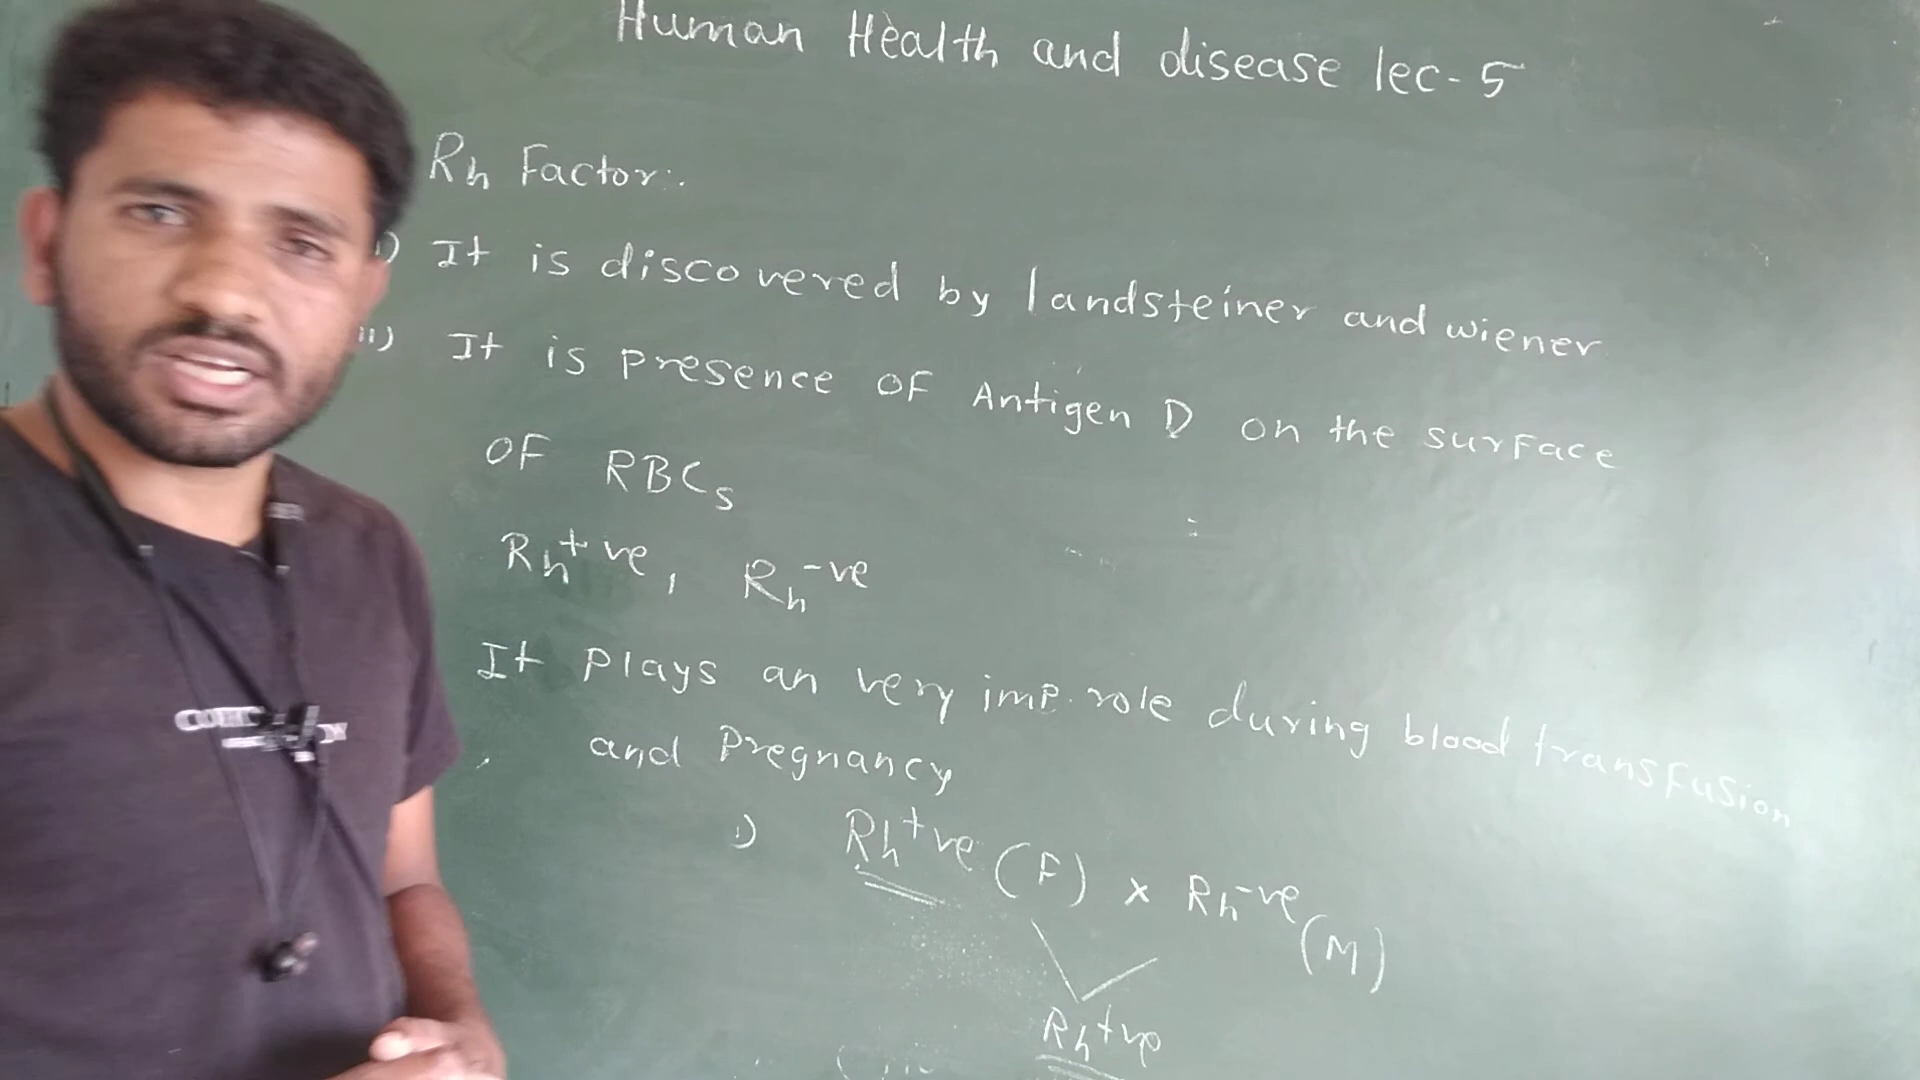 Human Health and disease lec-5
Rh Factor:.
i) It is discovered by landsteiner and wiener
ii) It is presence OF Antigen D on the surface
OF RBCs
Rh+ve, Rh-ve
It plays an very imp. role during blood transfusion
and Pregnancy
1) Rh+ve (F) x Rh-ve (M)
Rh+ve